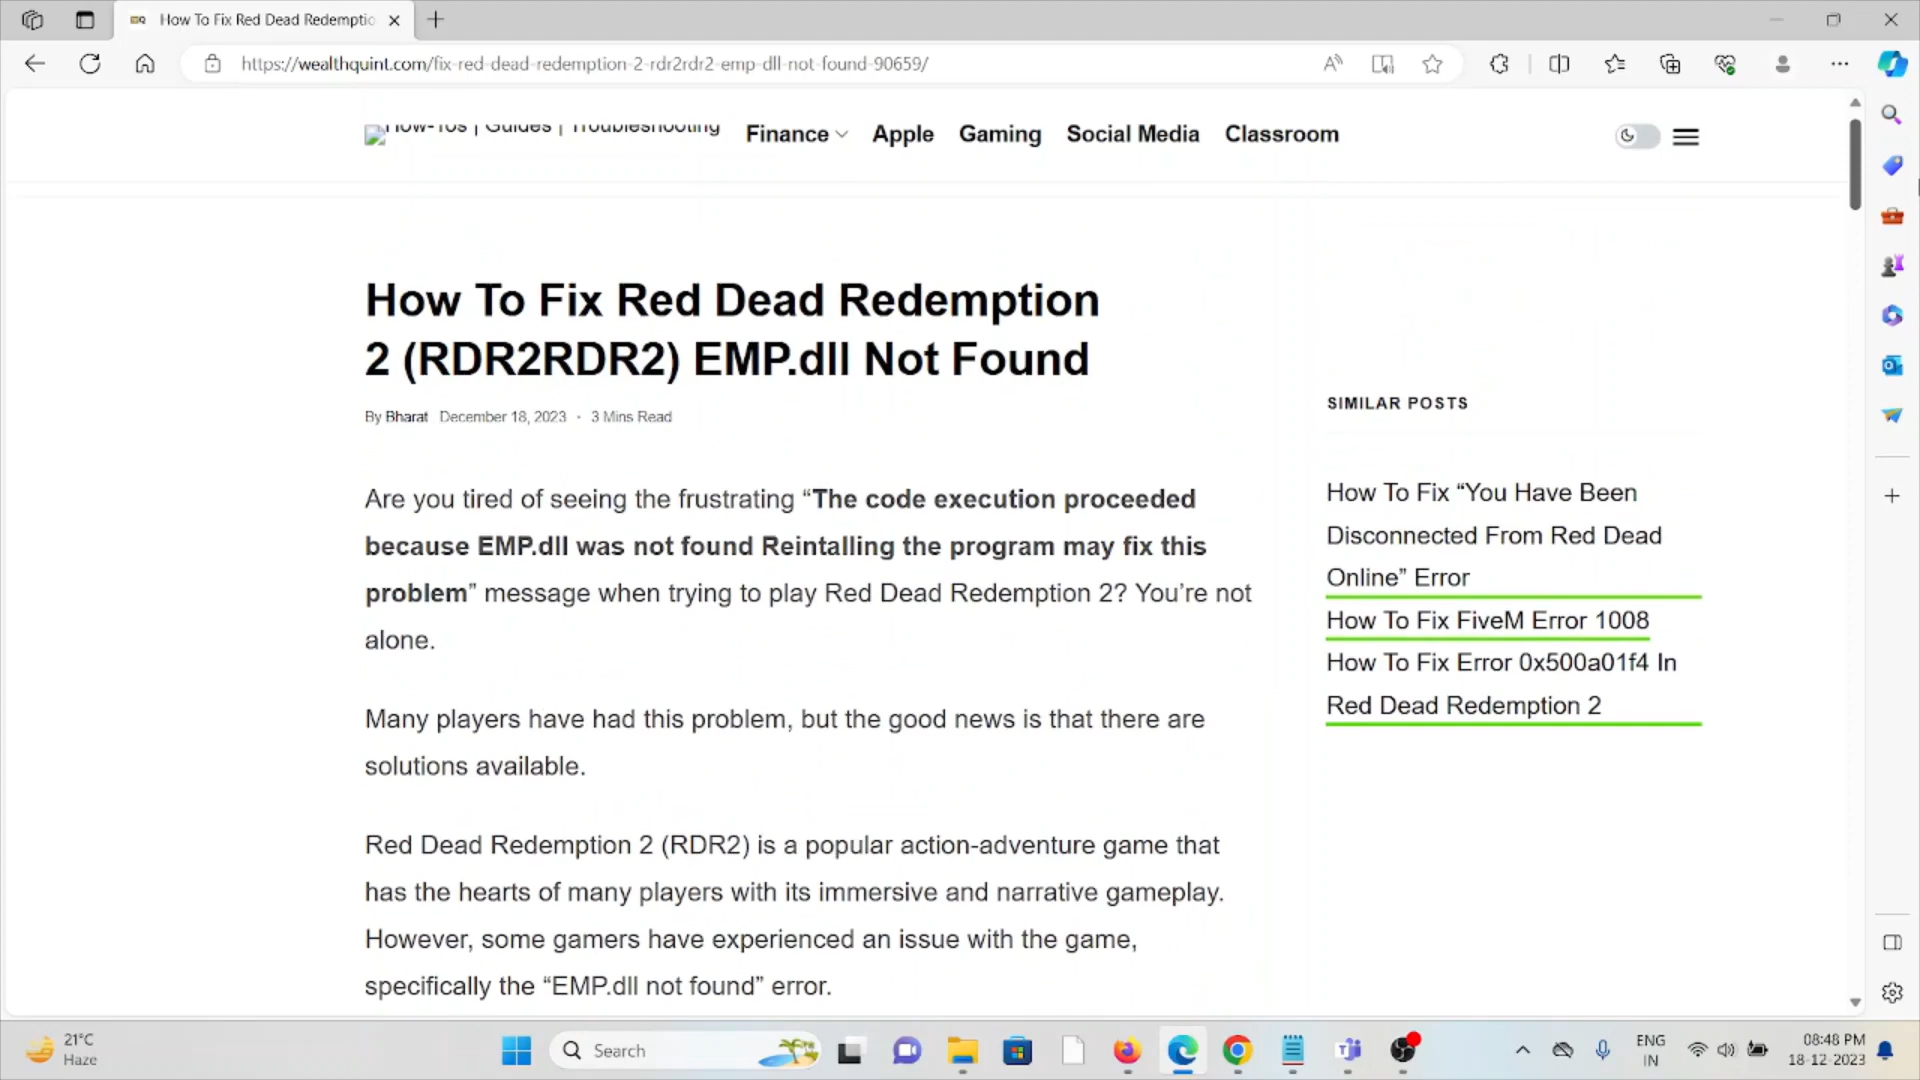 How To Fix Red Dead Redemptio
https://wealthquint.com/fix-red-dead-redemption-2-rdr2rdr2-emp-dll-not-found-90659/
How-Tos | Guides | Troubleshooting
Finance
Apple
Gaming
Social Media
Classroom
How To Fix Red Dead Redemption
2 (RDR2RDR2) EMP.dll Not Found
By Bharat December 18, 2023 · 3 Mins Read
Are you tired of seeing the frustrating “The code execution proceeded
because EMP.dll was not found Reintalling the program may fix this
problem” message when trying to play Red Dead Redemption 2? You’re not
alone.
Many players have had this problem, but the good news is that there are
solutions available.
Red Dead Redemption 2 (RDR2) is a popular action-adventure game that
has the hearts of many players with its immersive and narrative gameplay.
However, some gamers have experienced an issue with the game,
specifically the “EMP.dll not found” error.
SIMILAR POSTS
How To Fix “You Have Been
Disconnected From Red Dead
Online” Error
How To Fix FiveM Error 1008
How To Fix Error 0x500a01f4 In
Red Dead Redemption 2
21°C
Haze
Search
ENG
IN
08:48 PM
18-12-2023